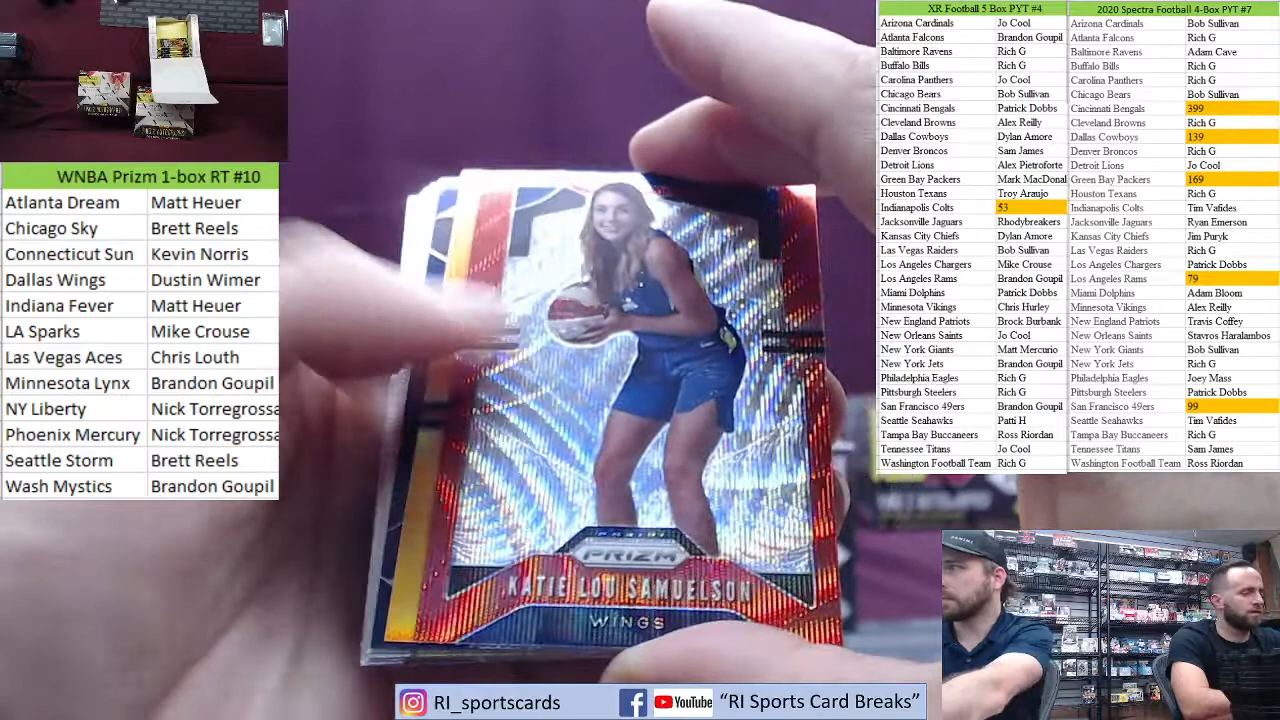 WNBA Prizm 1-box RT #10
Atlanta Dream Matt Heuer
Chicago Sky Brett Reels
Connecticut Sun Kevin Norris
Dallas Wings Dustin Wimer
Indiana Fever Matt Heuer
LA Sparks Mike Crouse
Las Vegas Aces Chris Louth
Minnesota Lynx Brandon Goupil
NY Liberty Nick Torregrossa
Phoenix Mercury Nick Torregrossa
Seattle Storm Brett Reels
Wash Mystics Brandon Goupil
PRIZM
KATIE LOU SAMUELSON
WINGS
XR Football 5 Box PYT #4
Arizona Cardinals Jo Cool
Atlanta Falcons Brandon Goupil
Baltimore Ravens Rich G
Buffalo Bills Rich G
Carolina Panthers Jo Cool
Chicago Bears Bob Sullivan
Cincinnati Bengals Patrick Dobbs
Cleveland Browns Alex Reilly
Dallas Cowboys Dylan Amore
Denver Broncos Sam James
Detroit Lions Alex Pietroforte
Green Bay Packers Mark MacDonal
Houston Texans Troy Araujo
Indianapolis Colts 53
Jacksonville Jaguars Rhodybreakers
Kansas City Chiefs Dylan Amore
Las Vegas Raiders Bob Sullivan
Los Angeles Chargers Mike Crouse
Los Angeles Rams Brandon Goupil
Miami Dolphins Patrick Dobbs
Minnesota Vikings Chris Hurley
New England Patriots Brock Burbank
New Orleans Saints Jo Cool
New York Giants Matt Mercurio
New York Jets Brandon Goupil
Philadelphia Eagles Rich G
Pittsburgh Steelers Rich G
San Francisco 49ers Brandon Goupil
Seattle Seahawks Patti H
Tampa Bay Buccaneers Ross Riordan
Tennessee Titans Jo Cool
Washington Football Team Rich G
2020 Spectra Football 4-Box PYT #7
Arizona Cardinals Bob Sullivan
Atlanta Falcons Rich G
Baltimore Ravens Adam Cave
Buffalo Bills Rich G
Carolina Panthers Rich G
Chicago Bears Bob Sullivan
Cincinnati Bengals 399
Cleveland Browns Rich G
Dallas Cowboys 139
Denver Broncos Rich G
Detroit Lions Jo Cool
Green Bay Packers 169
Houston Texans Rich G
Indianapolis Colts Tim Vafides
Jacksonville Jaguars Ryan Emerson
Kansas City Chiefs Jim Puryk
Las Vegas Raiders Rich G
Los Angeles Chargers Patrick Dobbs
Los Angeles Rams 79
Miami Dolphins Adam Bloom
Minnesota Vikings Alex Reilly
New England Patriots Travis Coffey
New Orleans Saints Stavros Haralambos
New York Giants Bob Sullivan
New York Jets Rich G
Philadelphia Eagles Joey Mass
Pittsburgh Steelers Patrick Dobbs
San Francisco 49ers 99
Seattle Seahawks Tim Vafides
Tampa Bay Buccaneers Rich G
Tennessee Titans Sam James
Washington Football Team Ross Riordan
RI_sportscards YouTube "RI Sports Card Breaks"